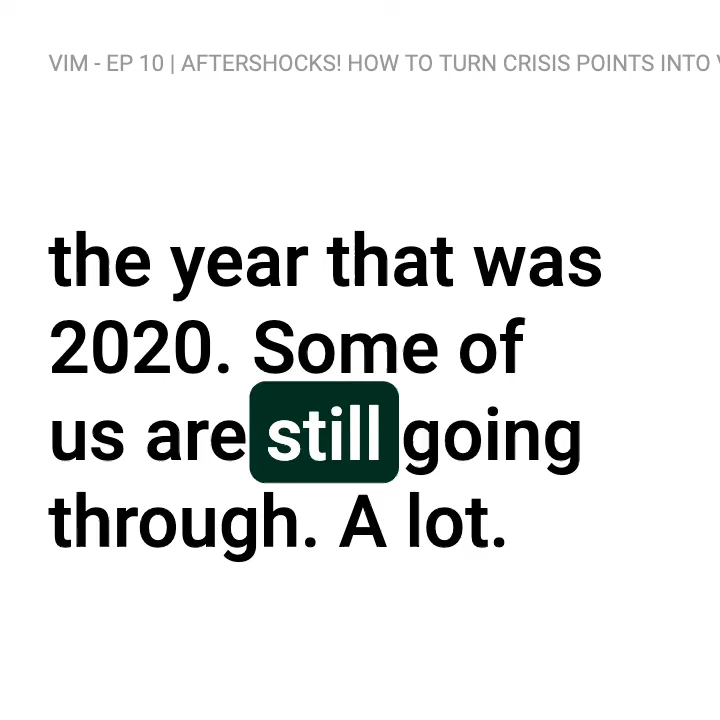 VIM - EP 10 | AFTERSHOCKS! HOW TO TURN CRISIS POINTS INTO
the year that was
2020. Some of
us are still going
through. A lot.